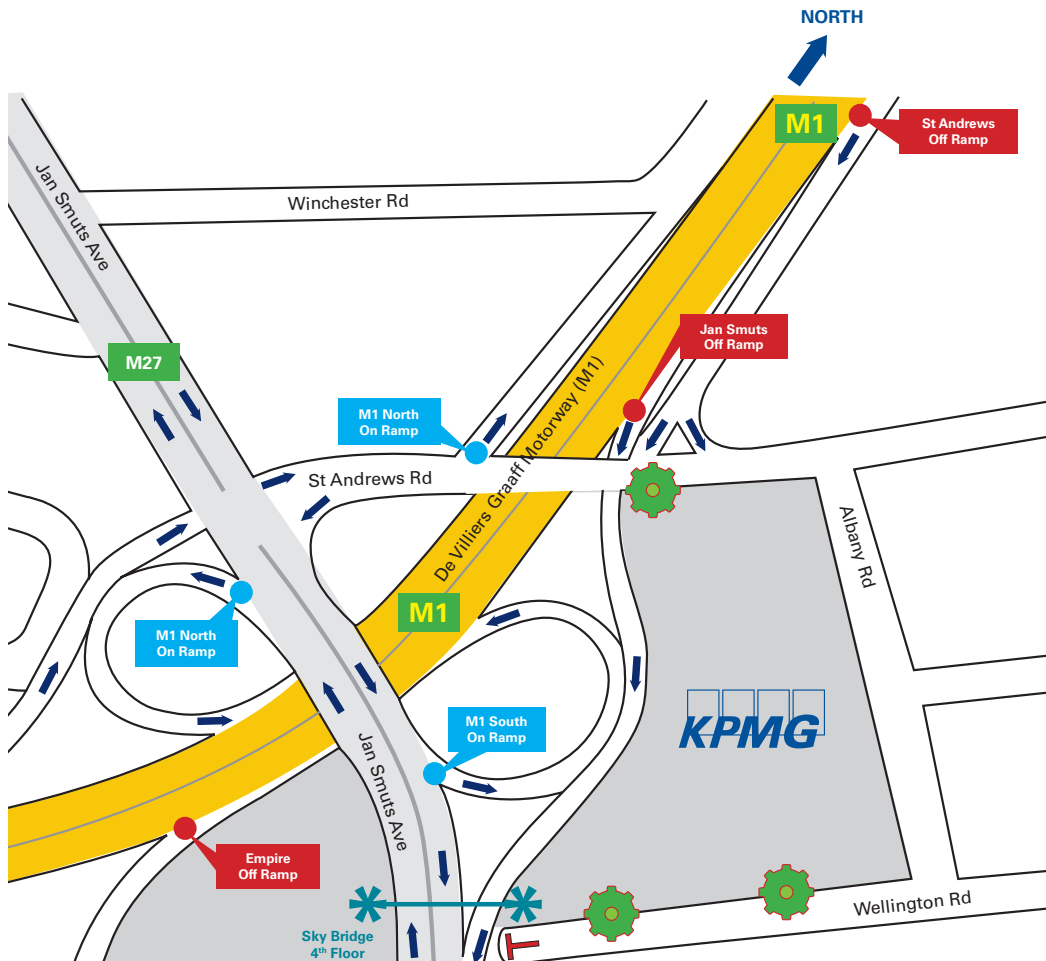 NORTH
M1
St Andrews
Off Ramp
Jan Smuts Ave
Winchester Rd
Jan Smuts
Off Ramp
M27
M1 North
On Ramp
De Villiers Graaff Motorway (M1)
St Andrews Rd
Albany Rd
M1
M1 North
On Ramp
KPMG
M1 South
On Ramp
Jan Smuts Ave
Empire
Off Ramp
Wellington Rd
Sky Bridge
4th Floor